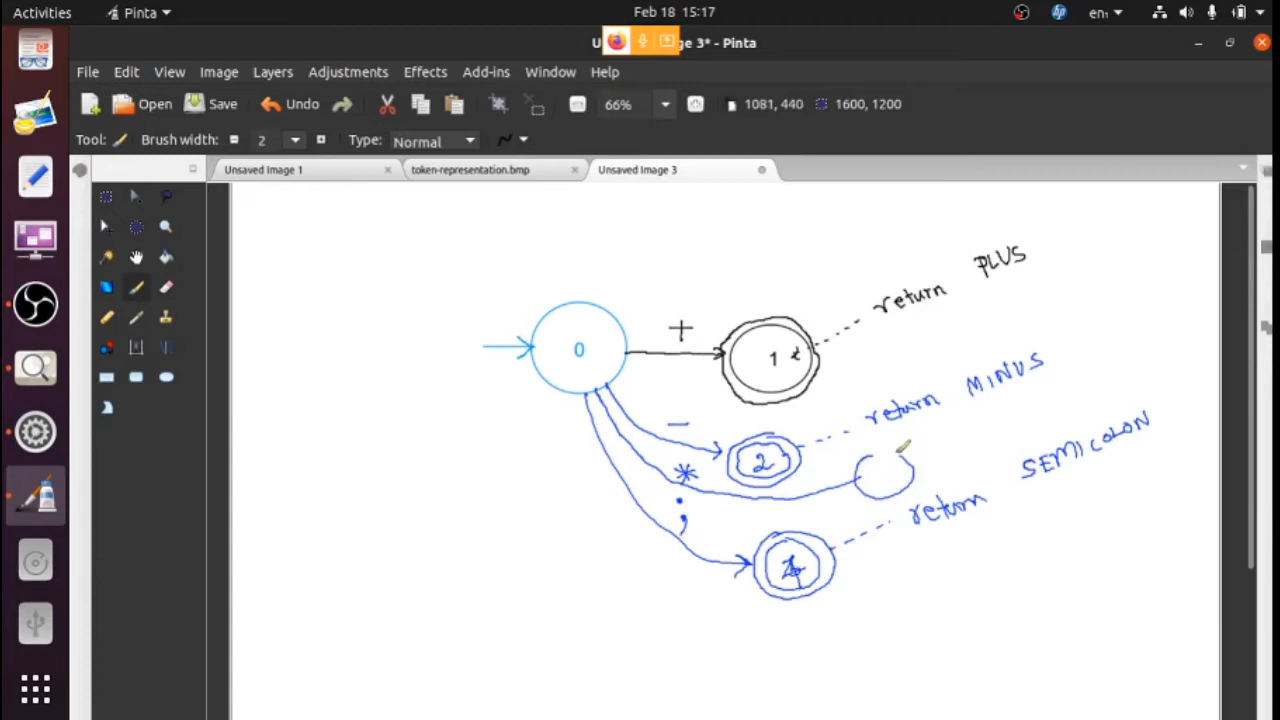 Activities Pinta Feb 18 15:17 en
3* - Pinta
File Edit View Image Layers Adjustments Effects Add-ins Window Help
Open Save Undo 66% 1081, 440 1600, 1200
Tool: Brush width: 2 Type: Normal
Unsaved Image 1 token-representation.bmp Unsaved Image 3
return PLUS
+
0
1
return MINUS
-
2
*
return SEMICOLON
;
4